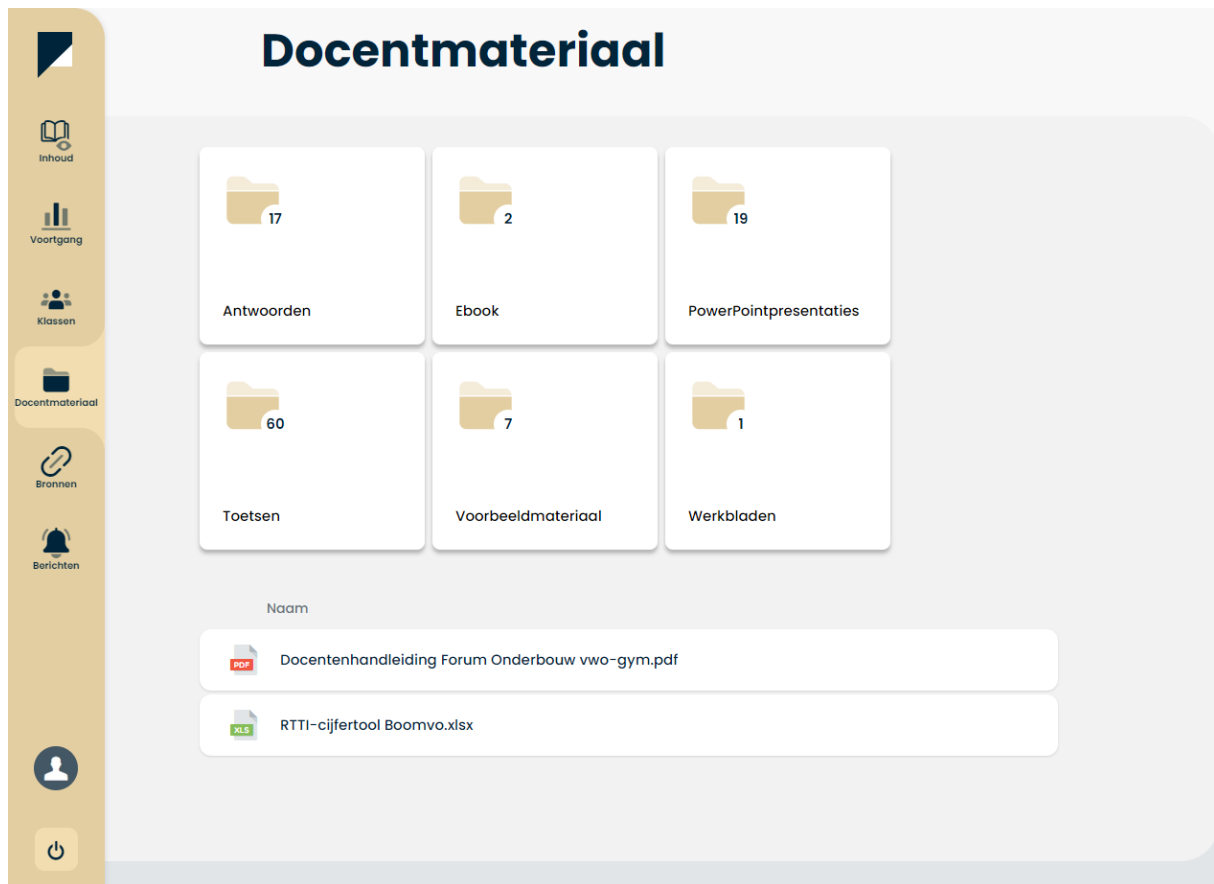 Docentmateriaal
Inhoud
Voortgang
Klassen
Docentmateriaal
Bronnen
Berichten
17
Antwoorden
2
Ebook
19
PowerPointpresentaties
60
Toetsen
7
Voorbeeldmateriaal
1
Werkbladen
Naam
PDF
Docentenhandleiding Forum Onderbouw vwo-gym.pdf
XLS
RTTI-cijfertool Boomvo.xlsx